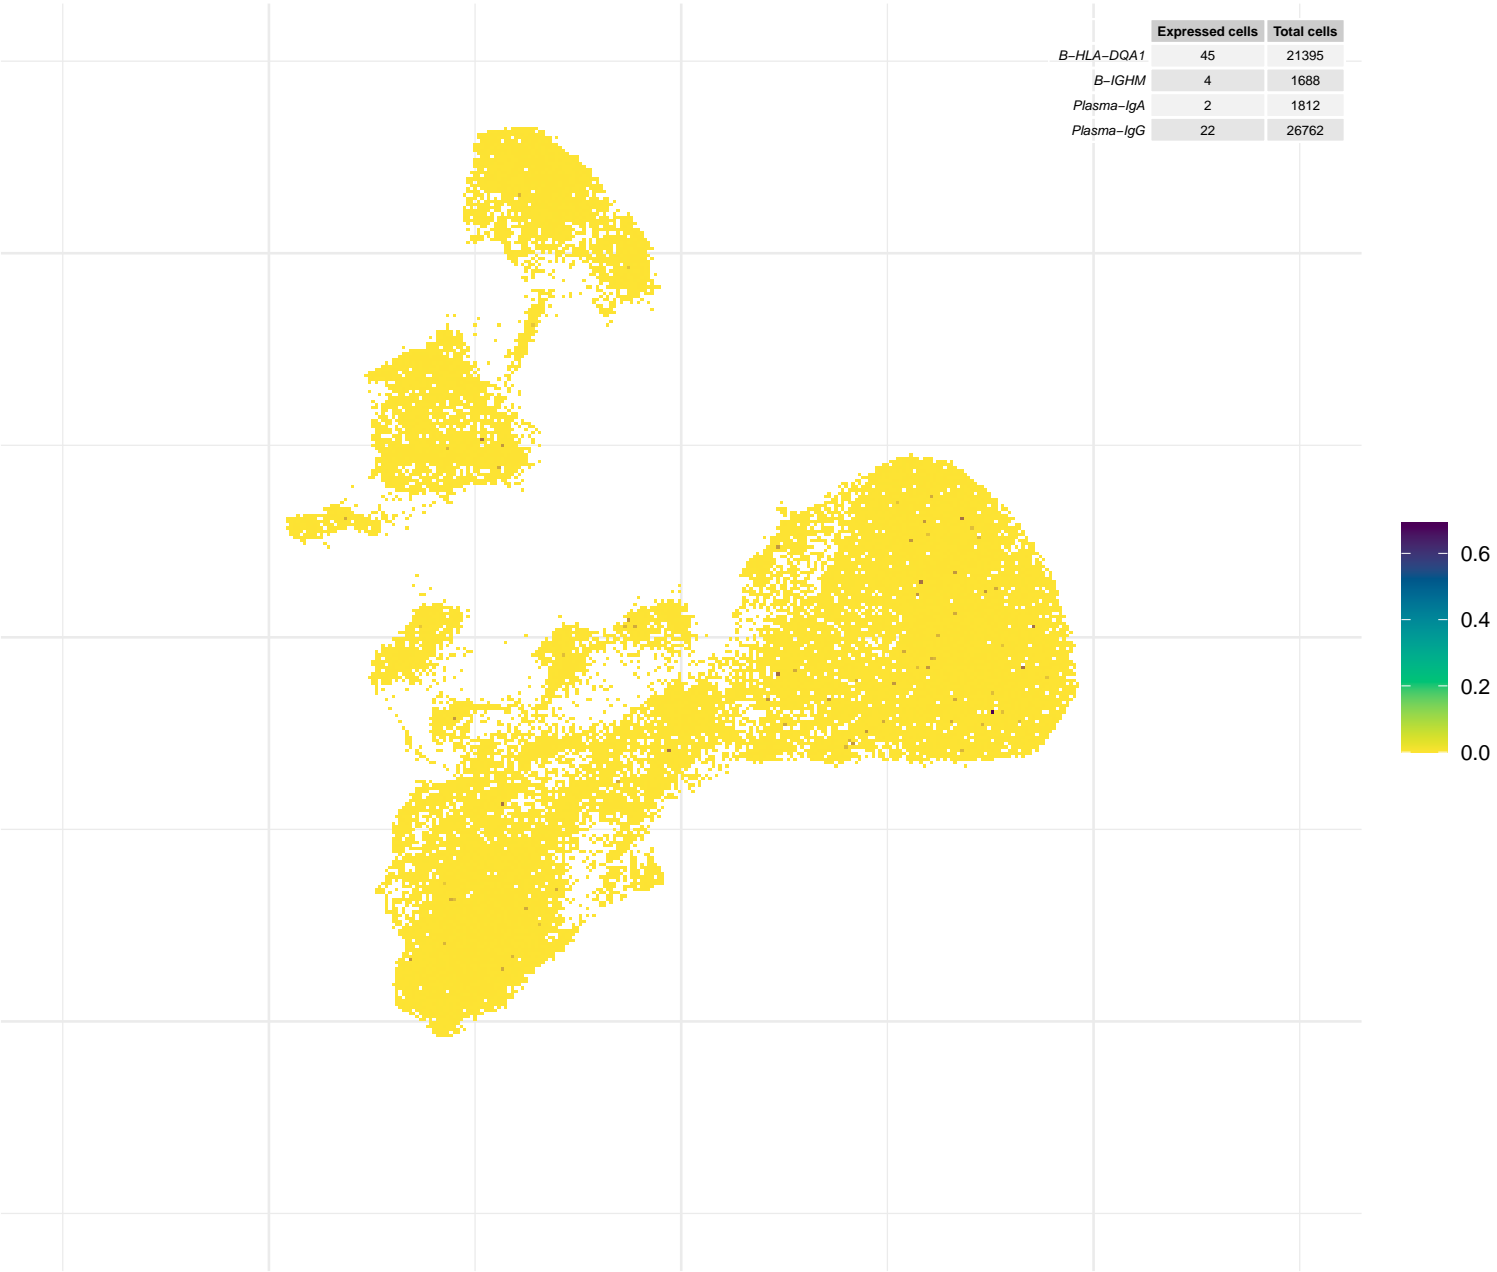 Expressed cells Total cells
B−HLA−DQA1 45 21395
B−IGHM 4 1688
Plasma−IgA 2 1812
Plasma−IgG 22 26762
0.6
0.4
0.2
0.0